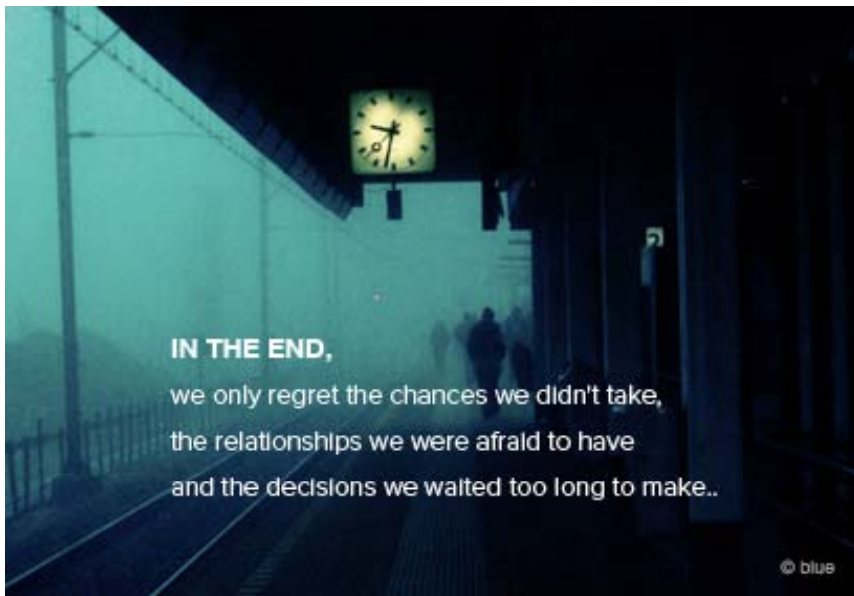 2
IN THE END,
we only regret the chances we didn't take,
the relationships we were afraid to have
and the decisions we waited too long to make..
© blue